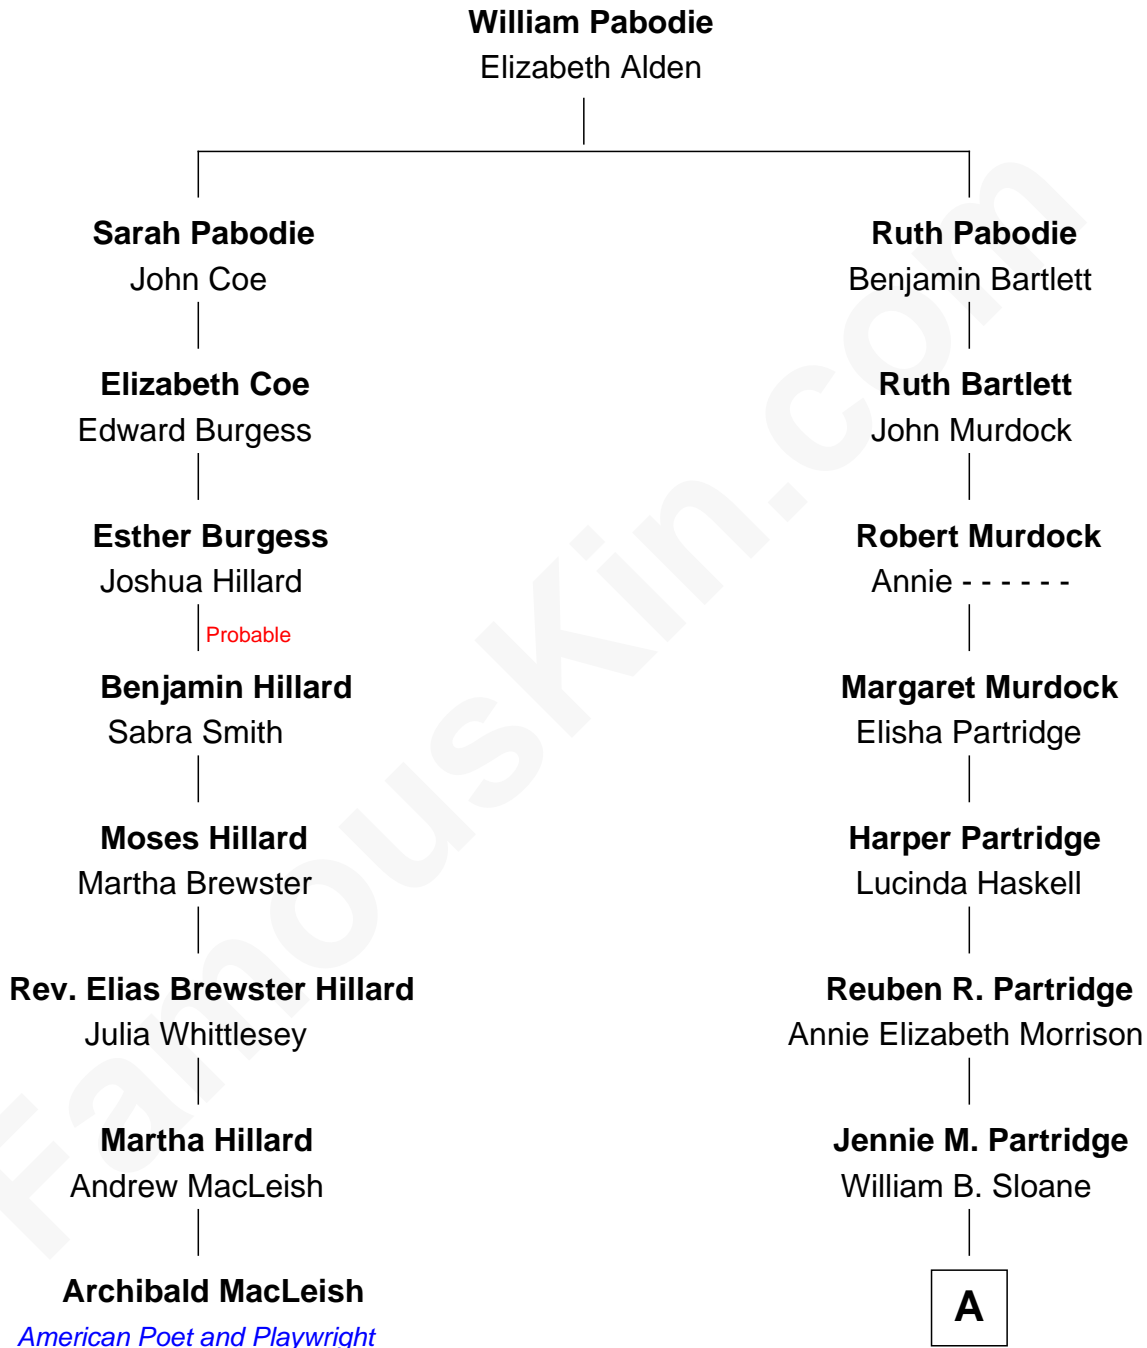 William Pabodie
Elizabeth Alden
Sarah Pabodie
John Coe
Ruth Pabodie
Benjamin Bartlett
Elizabeth Coe
Edward Burgess
Ruth Bartlett
John Murdock
Esther Burgess
Joshua Hillard
Robert Murdock
Annie - - - - - -
Probable
Benjamin Hillard
Sabra Smith
Margaret Murdock
Elisha Partridge
Moses Hillard
Martha Brewster
Harper Partridge
Lucinda Haskell
Rev. Elias Brewster Hillard
Julia Whittlesey
Reuben R. Partridge
Annie Elizabeth Morrison
Martha Hillard
Andrew MacLeish
Jennie M. Partridge
William B. Sloane
Archibald MacLeish
American Poet and Playwright
A
FamousKin.com